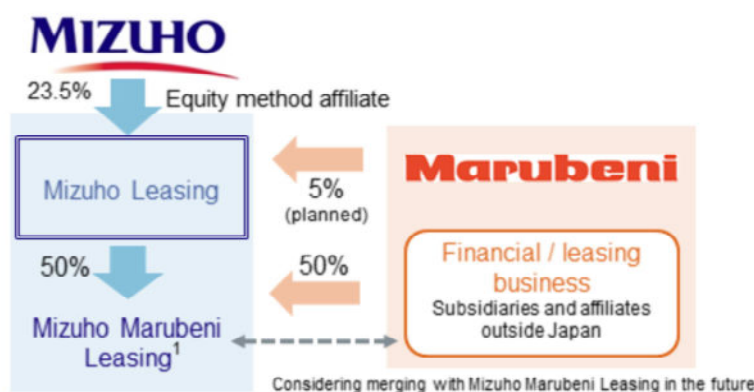 MIZUHO
23.5%
Equity method affiliate
Mizuho Leasing
5%
(planned)
Marubeni
50%
50%
Financial / leasing
business
Subsidiaries and affiliates
outside Japan
Mizuho Marubeni
Leasing1
Considering merging with Mizuho Marubeni Leasing in the future